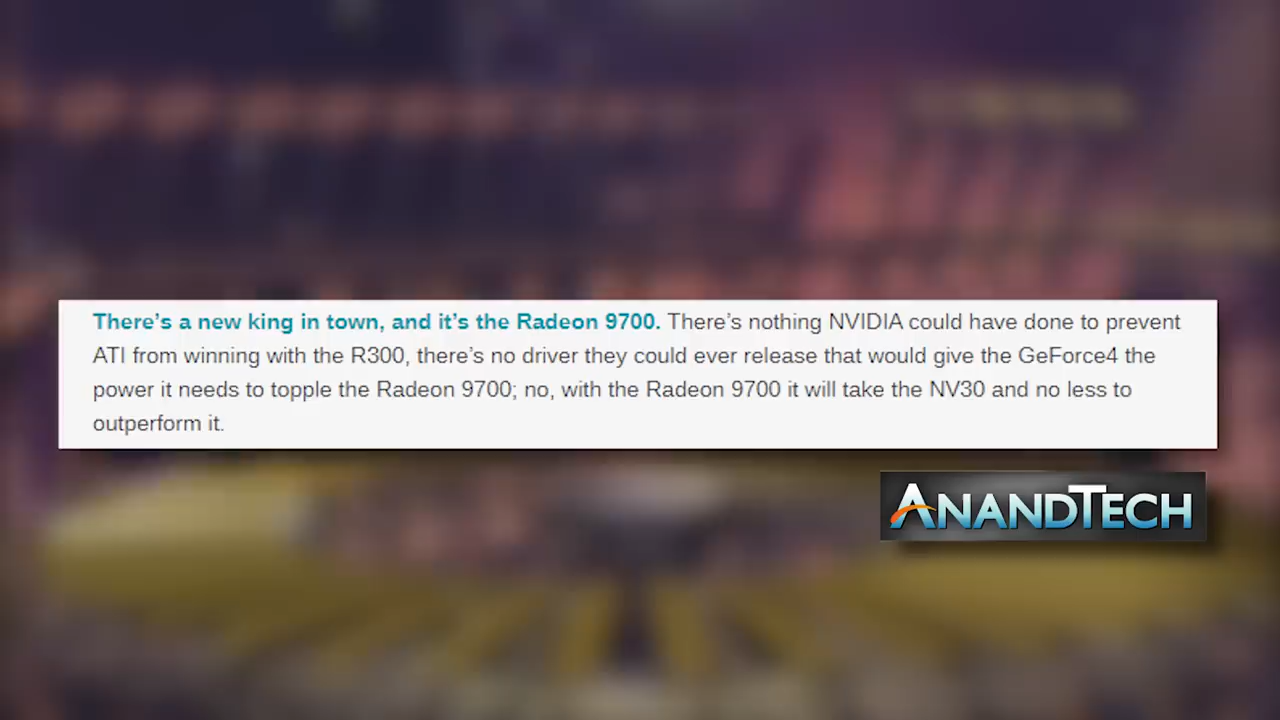 There's a new king in town, and it's the Radeon 9700. There's nothing NVIDIA could have done to prevent
ATI from winning with the R300, there's no driver they could ever release that would give the GeForce4 the
power it needs to topple the Radeon 9700; no, with the Radeon 9700 it will take the NV30 and no less to
outperform it.
ANANDTECH